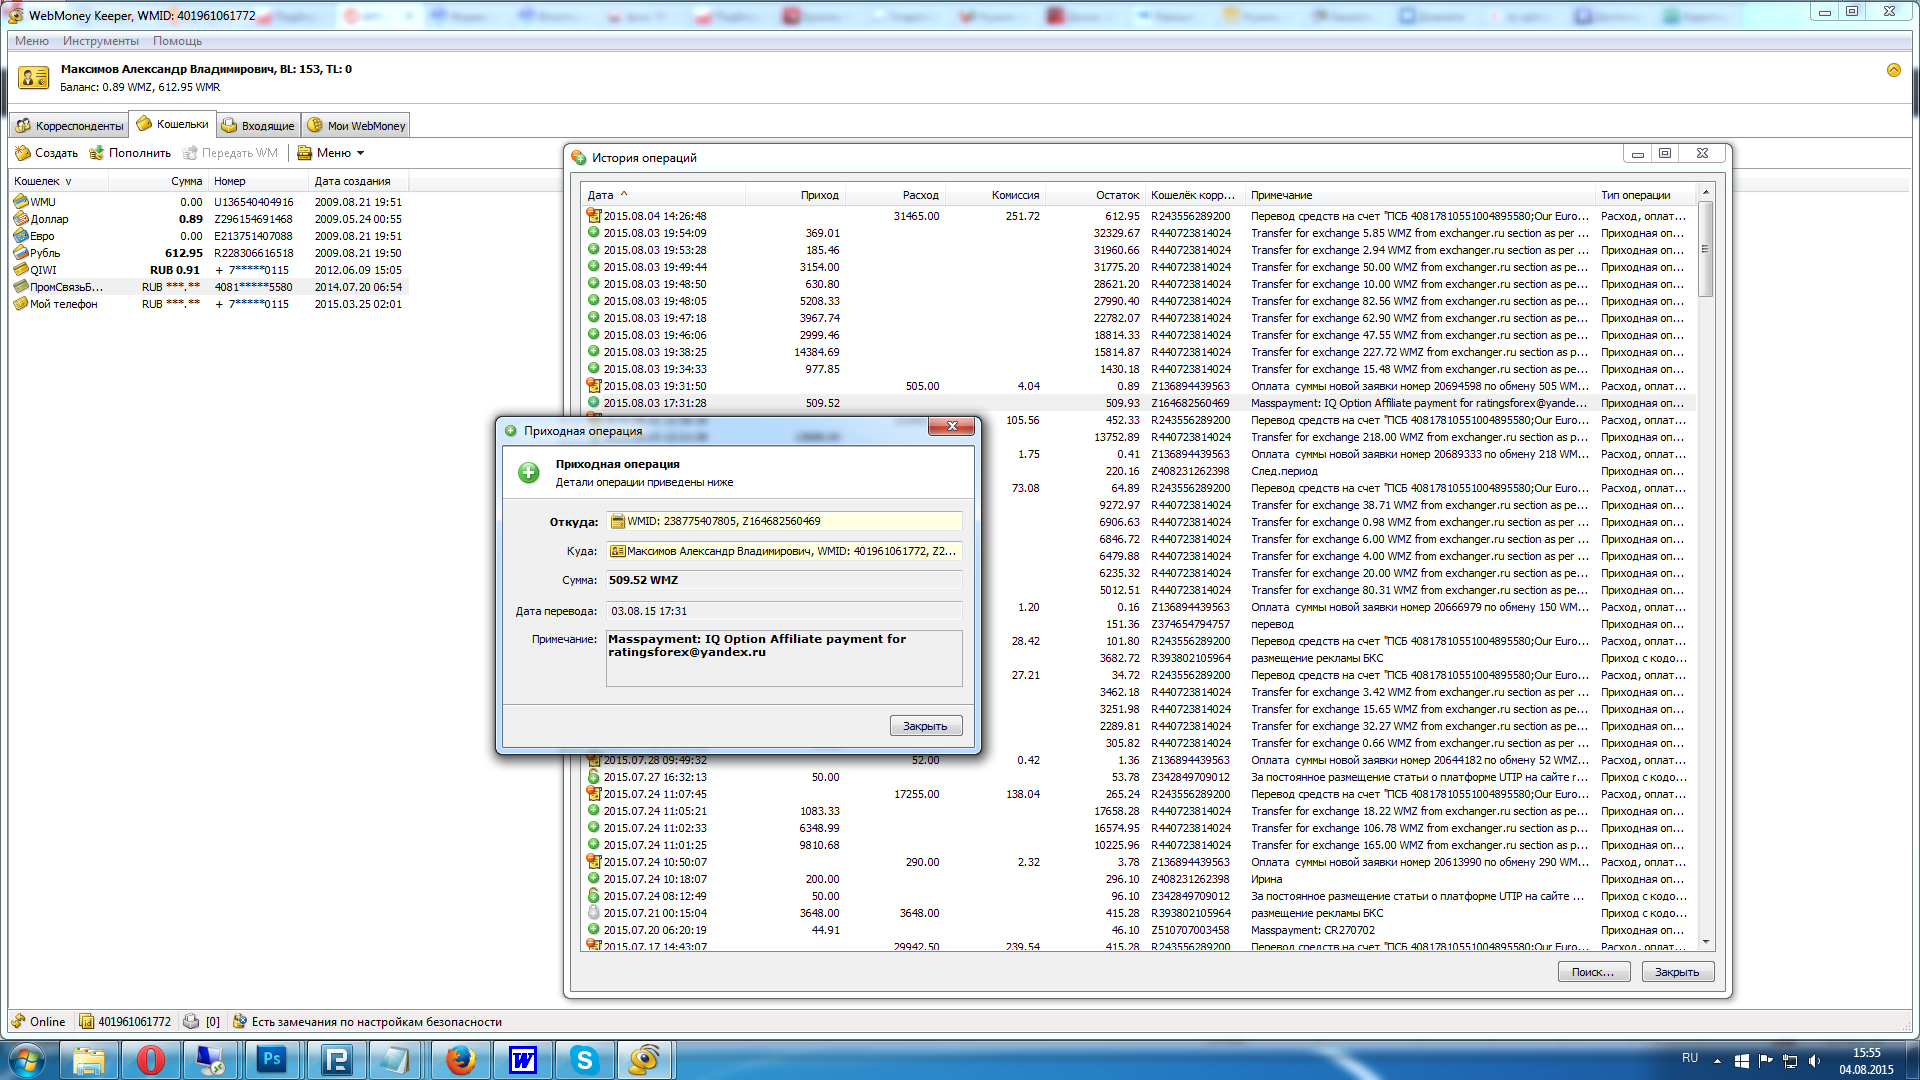 WebMoney Keeper, WMID: 401961061772
Меню Инструменты Помощь
Максимов Александр Владимирович, BL: 153, TL: 0
Баланс: 0.89 WMZ, 612.95 WMR
Корреспонденты Кошельки Входящие Мои WebMoney
Создать Пополнить Передать WM Меню
Кошелек Сумма Номер Дата создания
WMU 0.00 U136540404916 2009.08.21 19:51
Доллар 0.89 Z296154691468 2009.05.24 00:55
Евро 0.00 E213751407088 2009.08.21 19:51
Рубль 612.95 R228306616518 2009.08.21 19:50
QIWI RUB 0.91 + 7*****0115 2012.06.09 15:05
ПромСвязьБ... RUB ***.** 4081*****5580 2014.07.20 06:54
Мой телефон RUB ***.** + 7*****0115 2015.03.25 02:01
История операций
Дата Приход Расход Комиссия Остаток Кошелёк корр... Примечание Тип операции
2015.08.04 14:26:48 31465.00 251.72 612.95 R243556289200 Перевод средств на счет "ПСБ 40817810551004895580;Our Euro... Расход, оплат...
2015.08.03 19:54:09 369.01 32329.67 R440723814024 Transfer for exchange 5.85 WMZ from exchanger.ru section as per ... Приходная оп...
2015.08.03 19:53:28 185.46 31960.66 R440723814024 Transfer for exchange 2.94 WMZ from exchanger.ru section as per ... Приходная оп...
2015.08.03 19:49:44 3154.00 31775.20 R440723814024 Transfer for exchange 50.00 WMZ from exchanger.ru section as pe... Приходная оп...
2015.08.03 19:48:50 630.80 28621.20 R440723814024 Transfer for exchange 10.00 WMZ from exchanger.ru section as pe... Приходная оп...
2015.08.03 19:48:05 5208.33 27990.40 R440723814024 Transfer for exchange 82.56 WMZ from exchanger.ru section as pe... Приходная оп...
2015.08.03 19:47:18 3967.74 22782.07 R440723814024 Transfer for exchange 62.90 WMZ from exchanger.ru section as pe... Приходная оп...
2015.08.03 19:46:06 2999.46 18814.33 R440723814024 Transfer for exchange 47.55 WMZ from exchanger.ru section as pe... Приходная оп...
2015.08.03 19:38:25 14384.69 15814.87 R440723814024 Transfer for exchange 227.72 WMZ from exchanger.ru section as p... Приходная оп...
2015.08.03 19:34:33 977.85 1430.18 R440723814024 Transfer for exchange 15.48 WMZ from exchanger.ru section as pe... Приходная оп...
2015.08.03 19:31:50 505.00 4.04 0.89 Z136894439563 Оплата суммы новой заявки номер 20694598 по обмену 505 WM... Расход, оплат...
2015.08.03 17:31:28 509.52 509.93 Z164682560469 Masspayment: IQ Option Affiliate payment for ratingsforex@yande... Приходная оп...
105.56 452.33 R243556289200 Перевод средств на счет "ПСБ 40817810551004895580;Our Euro... Расход, оплат...
13752.89 R440723814024 Transfer for exchange 218.00 WMZ from exchanger.ru section as p... Приходная оп...
1.75 0.41 Z136894439563 Оплата суммы новой заявки номер 20689333 по обмену 218 WM... Расход, оплат...
220.16 Z408231262398 След.период Приходная оп...
73.08 64.89 R243556289200 Перевод средств на счет "ПСБ 40817810551004895580;Our Euro... Расход, оплат...
9272.97 R440723814024 Transfer for exchange 38.71 WMZ from exchanger.ru section as pe... Приходная оп...
6906.63 R440723814024 Transfer for exchange 0.98 WMZ from exchanger.ru section as per ... Приходная оп...
6846.72 R440723814024 Transfer for exchange 6.00 WMZ from exchanger.ru section as per ... Приходная оп...
6479.88 R440723814024 Transfer for exchange 4.00 WMZ from exchanger.ru section as per ... Приходная оп...
6235.32 R440723814024 Transfer for exchange 20.00 WMZ from exchanger.ru section as pe... Приходная оп...
5012.51 R440723814024 Transfer for exchange 80.31 WMZ from exchanger.ru section as pe... Приходная оп...
1.20 0.16 Z136894439563 Оплата суммы новой заявки номер 20666979 по обмену 150 WM... Расход, оплат...
151.36 Z374654794757 перевод Приходная оп...
28.42 101.80 R243556289200 Перевод средств на счет "ПСБ 40817810551004895580;Our Euro... Расход, оплат...
3682.72 R393802105964 размещение рекламы БКС Приход с кодо...
27.21 34.72 R243556289200 Перевод средств на счет "ПСБ 40817810551004895580;Our Euro... Расход, оплат...
3462.18 R440723814024 Transfer for exchange 3.42 WMZ from exchanger.ru section as per ... Приходная оп...
3251.98 R440723814024 Transfer for exchange 15.65 WMZ from exchanger.ru section as pe... Приходная оп...
2289.81 R440723814024 Transfer for exchange 32.27 WMZ from exchanger.ru section as pe... Приходная оп...
305.82 R440723814024 Transfer for exchange 0.66 WMZ from exchanger.ru section as per ... Приходная оп...
2015.07.28 09:49:32 52.00 0.42 1.36 Z136894439563 Оплата суммы новой заявки номер 20644182 по обмену 52 WMZ... Расход, оплат...
2015.07.27 16:32:13 50.00 53.78 Z342849709012 За постоянное размещение статьи о платформе UTIP на сайте r... Приход с кодо...
2015.07.24 11:07:45 17255.00 138.04 265.24 R243556289200 Перевод средств на счет "ПСБ 40817810551004895580;Our Euro... Расход, оплат...
2015.07.24 11:05:21 1083.33 17658.28 R440723814024 Transfer for exchange 18.22 WMZ from exchanger.ru section as pe... Приходная оп...
2015.07.24 11:02:33 6348.99 16574.95 R440723814024 Transfer for exchange 106.78 WMZ from exchanger.ru section as p... Приходная оп...
2015.07.24 11:01:25 9810.68 10225.96 R440723814024 Transfer for exchange 165.00 WMZ from exchanger.ru section as p... Приходная оп...
2015.07.24 10:50:07 290.00 2.32 3.78 Z136894439563 Оплата суммы новой заявки номер 20613990 по обмену 290 WM... Расход, оплат...
2015.07.24 10:18:07 200.00 296.10 Z408231262398 Ирина Приходная оп...
2015.07.24 08:12:49 50.00 96.10 Z342849709012 За постоянное размещение статьи о платформе UTIP на сайте ... Приход с кодо...
2015.07.21 00:15:04 3648.00 3648.00 415.28 R393802105964 размещение рекламы БКС Приход с кодо...
2015.07.20 06:20:19 44.91 46.10 Z510707003458 Masspayment: CR270702 Приходная оп...
2015.07.17 14:43:07 29942.50 239.54 415.28 R243556289200 Перевод средств на счет "ПСБ 40817810551004895580;Our Euro... Расход, оплат...
Поиск... Закрыть
Приходная операция
Приходная операция
Детали операции приведены ниже
Откуда: WMID: 238775407805, Z164682560469
Куда: Максимов Александр Владимирович, WMID: 401961061772, Z2...
Сумма: 509.52 WMZ
Дата перевода: 03.08.15 17:31
Примечание: Masspayment: IQ Option Affiliate payment for
ratingsforex@yandex.ru
Закрыть
Online 401961061772 [0] Есть замечания по настройкам безопасности
Ps W S RU 15:55
04.08.2015